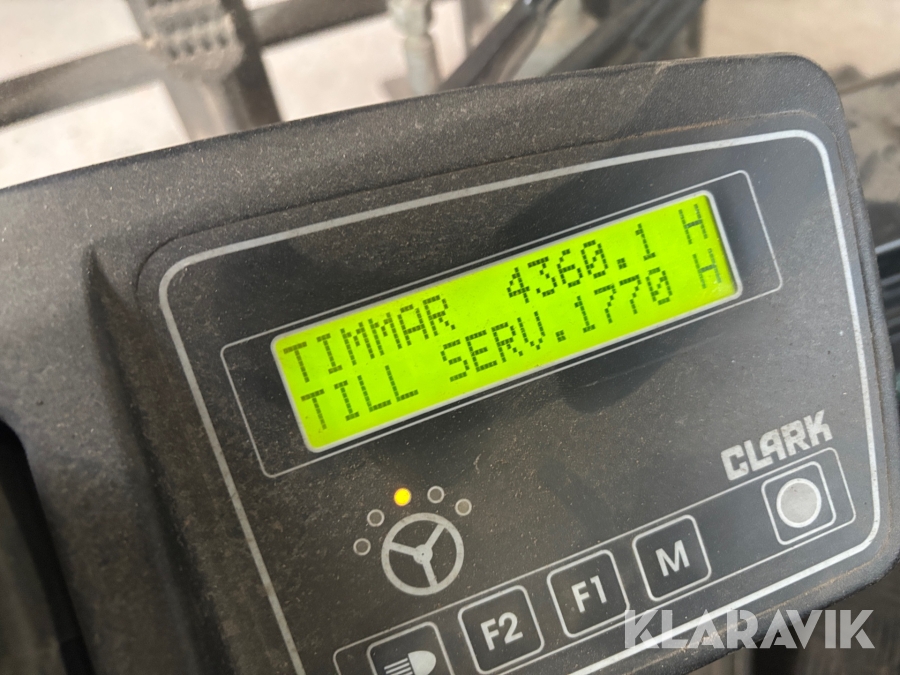 TIMMAR 4360.1 H
TILL SERV.1770 H
CLARK
F2 F1 M
KLARAVIK